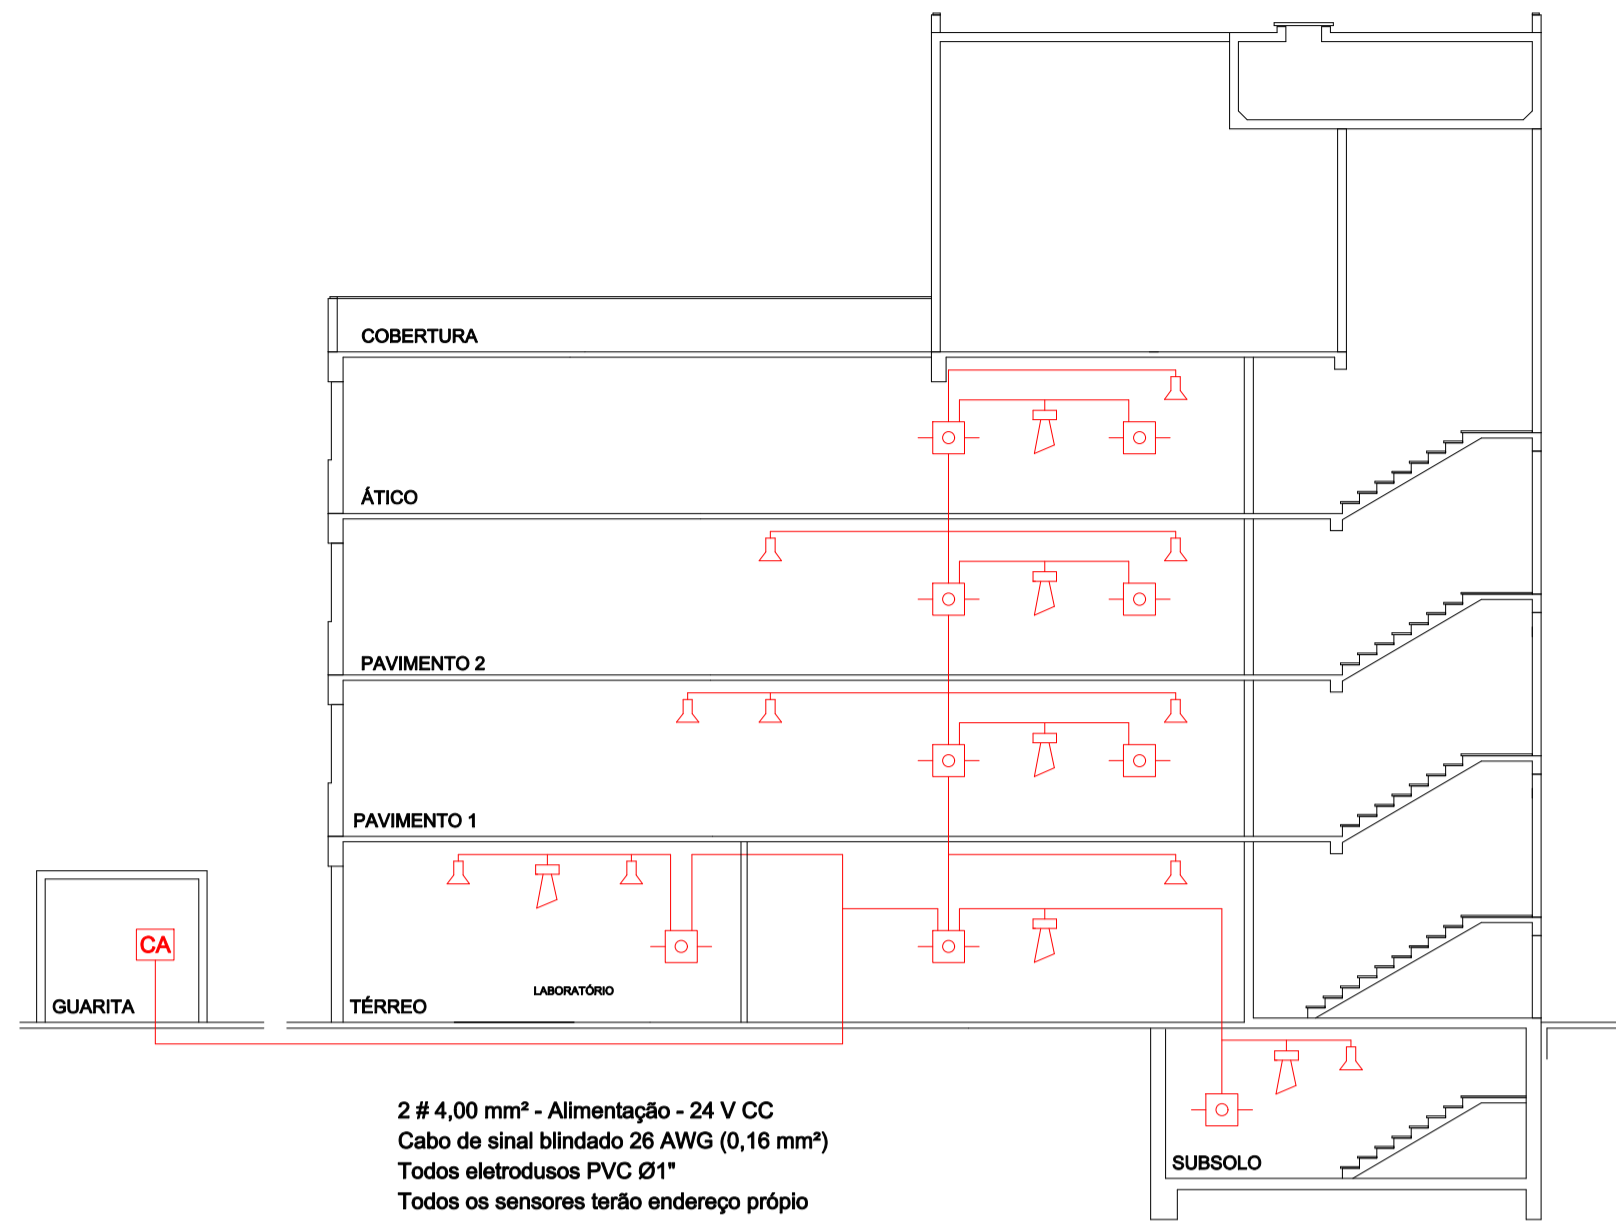 COBERTURA
ÁTICO
PAVIMENTO 2
PAVIMENTO 1
CA
GUARITA
TÉRREO
LABORATÓRIO
2 # 4,00 mm² - Alimentação - 24 V CC
Cabo de sinal blindado 26 AWG (0,16 mm²)
Todos eletrodusos PVC Ø1"
Todos os sensores terão endereço própio
SUBSOLO